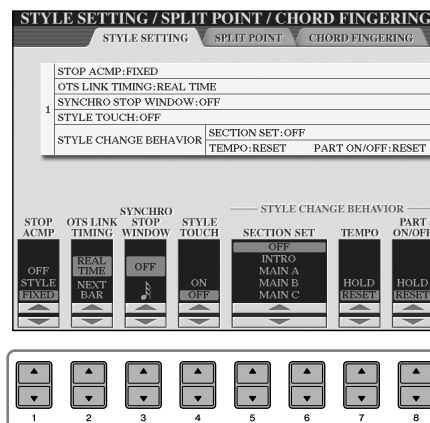 STYLE SETTING / SPLIT POINT / CHORD FINGERING
STYLE SETTING SPLIT POINT CHORD FINGERING
1
STOP ACMP:FIXED
OTS LINK TIMING:REAL TIME
SYNCHRO STOP WINDOW:OFF
STYLE TOUCH:OFF
STYLE CHANGE BEHAVIOR
SECTION SET:OFF
TEMPO:RESET PART ON/OFF:RESET
STYLE CHANGE BEHAVIOR
STOP ACMP
OTS LINK TIMING
SYNCHRO STOP WINDOW
STYLE TOUCH
SECTION SET
TEMPO
PART ON/OFF
OFF
STYLE
FIXED
REAL TIME
NEXT BAR
OFF
ON
OFF
OFF
INTRO
MAIN A
MAIN B
MAIN C
HOLD
RESET
HOLD
RESET
1 2 3 4 5 6 7 8